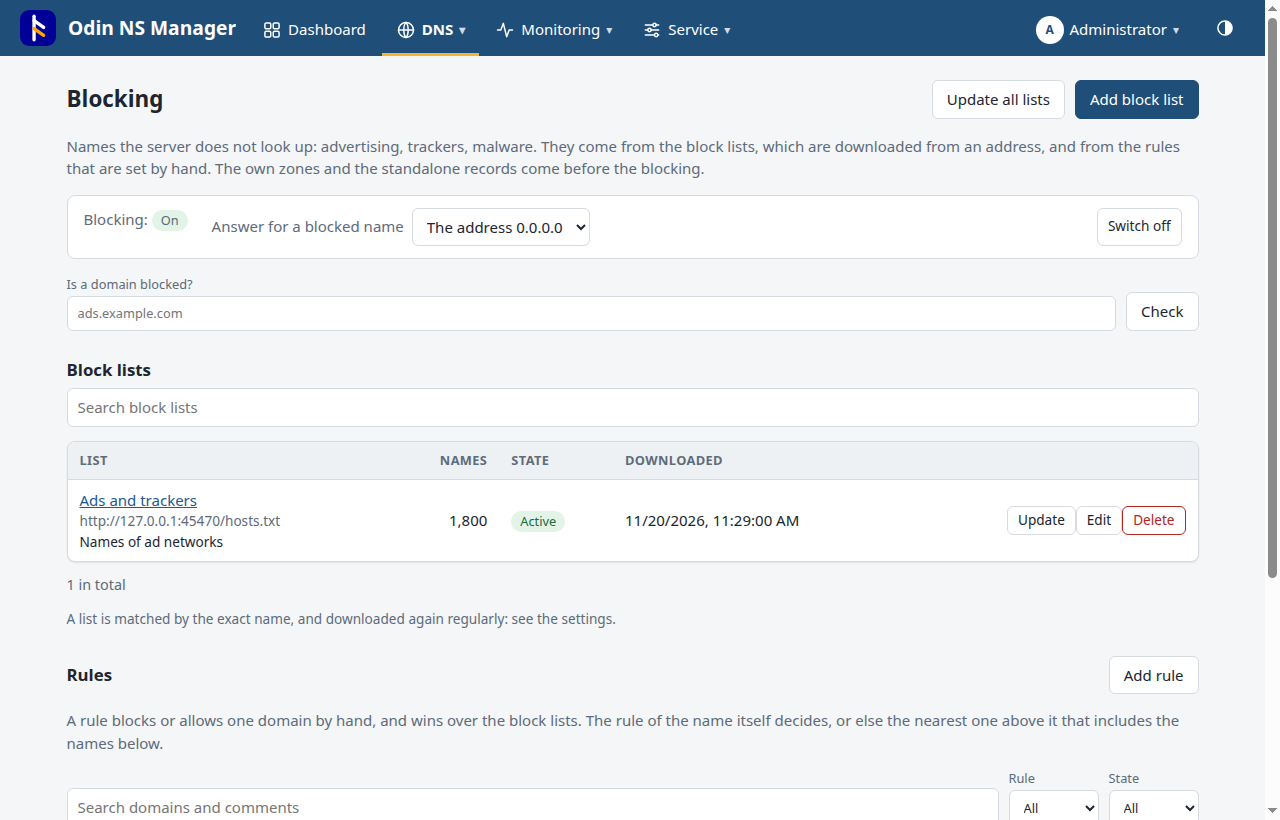 Odin NS Manager
Dashboard
DNS ▾
Monitoring ▾
Service ▾
A
Administrator ▾
Blocking
Update all lists
Add block list
Names the server does not look up: advertising, trackers, malware. They come from the block lists, which are downloaded from an address, and from the rules
that are set by hand. The own zones and the standalone records come before the blocking.
Blocking: On
Answer for a blocked name
The address 0.0.0.0
Switch off
Is a domain blocked?
ads.example.com
Check
Block lists
Search block lists
LIST NAMES STATE DOWNLOADED
Ads and trackers
http://127.0.0.1:45470/hosts.txt
Names of ad networks
1,800
Active
11/20/2026, 11:29:00 AM
Update
Edit
Delete
1 in total
A list is matched by the exact name, and downloaded again regularly: see the settings.
Rules
Add rule
A rule blocks or allows one domain by hand, and wins over the block lists. The rule of the name itself decides, or else the nearest one above it that includes the
names below.
Rule
State
Search domains and comments
All
All